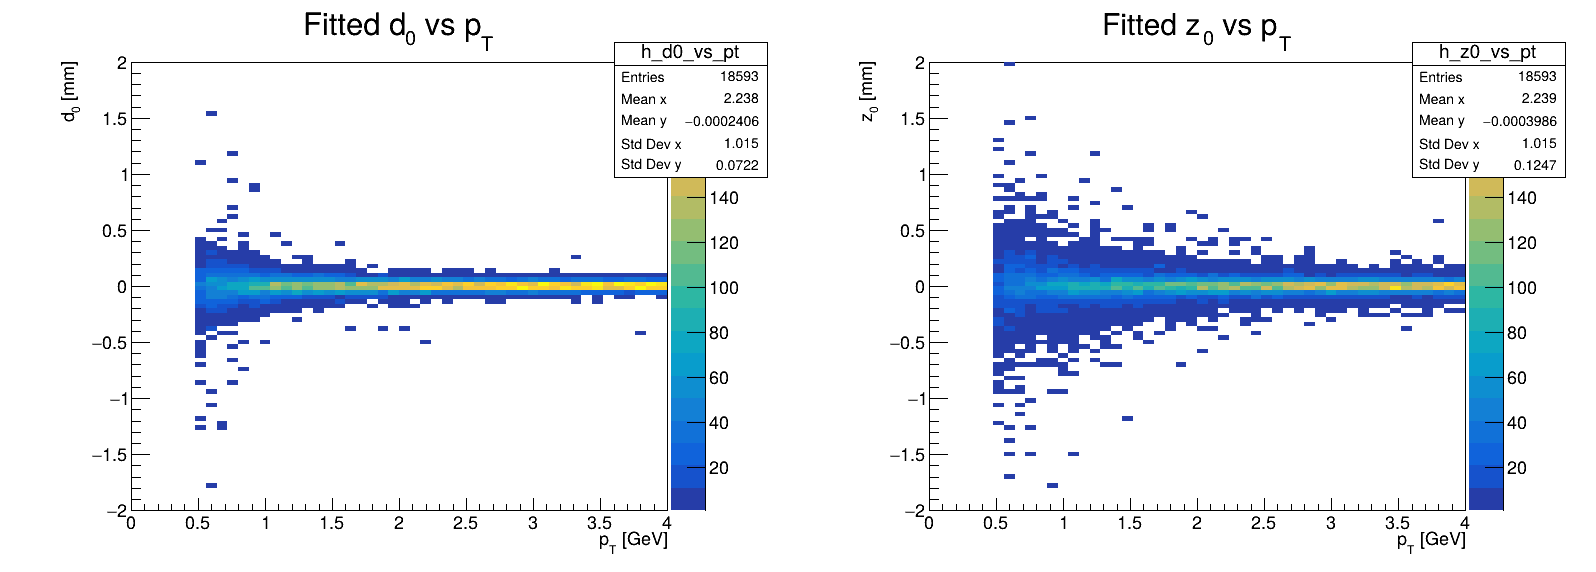 Fitted d0 vs pT
h_d0_vs_pt
Entries 18593
Mean x 2.238
Mean y −0.0002406
Std Dev x 1.015
Std Dev y 0.0722
d0 [mm]
2
1.5
1
0.5
0
−0.5
−1
−1.5
−2
0 0.5 1 1.5 2 2.5 3 3.5 4
pT [GeV]
140
120
100
80
60
40
20
Fitted z0 vs pT
h_z0_vs_pt
Entries 18593
Mean x 2.239
Mean y −0.0003986
Std Dev x 1.015
Std Dev y 0.1247
z0 [mm]
2
1.5
1
0.5
0
−0.5
−1
−1.5
−2
0 0.5 1 1.5 2 2.5 3 3.5 4
pT [GeV]
140
120
100
80
60
40
20